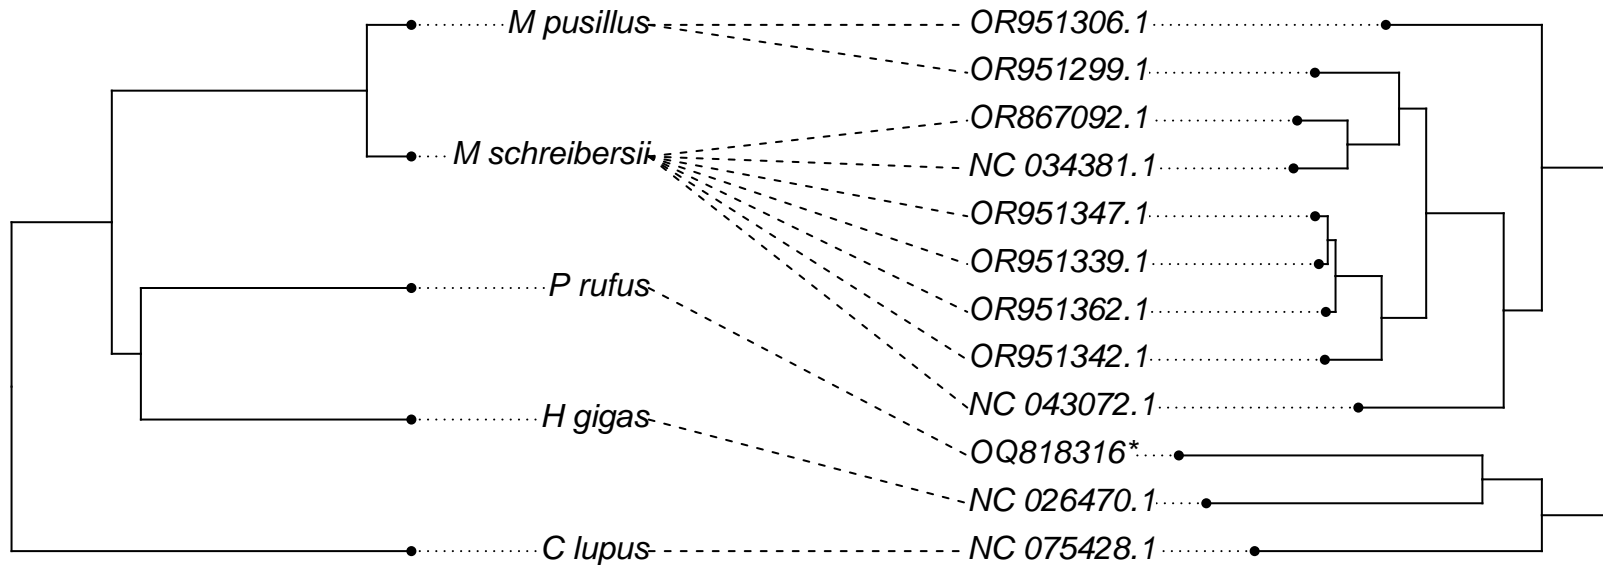 M pusillus
M schreibersii
P rufus
H gigas
C lupus
OR951306.1
OR951299.1
OR867092.1
NC 034381.1
OR951347.1
OR951339.1
OR951362.1
OR951342.1
NC 043072.1
OQ818316*
NC 026470.1
NC 075428.1